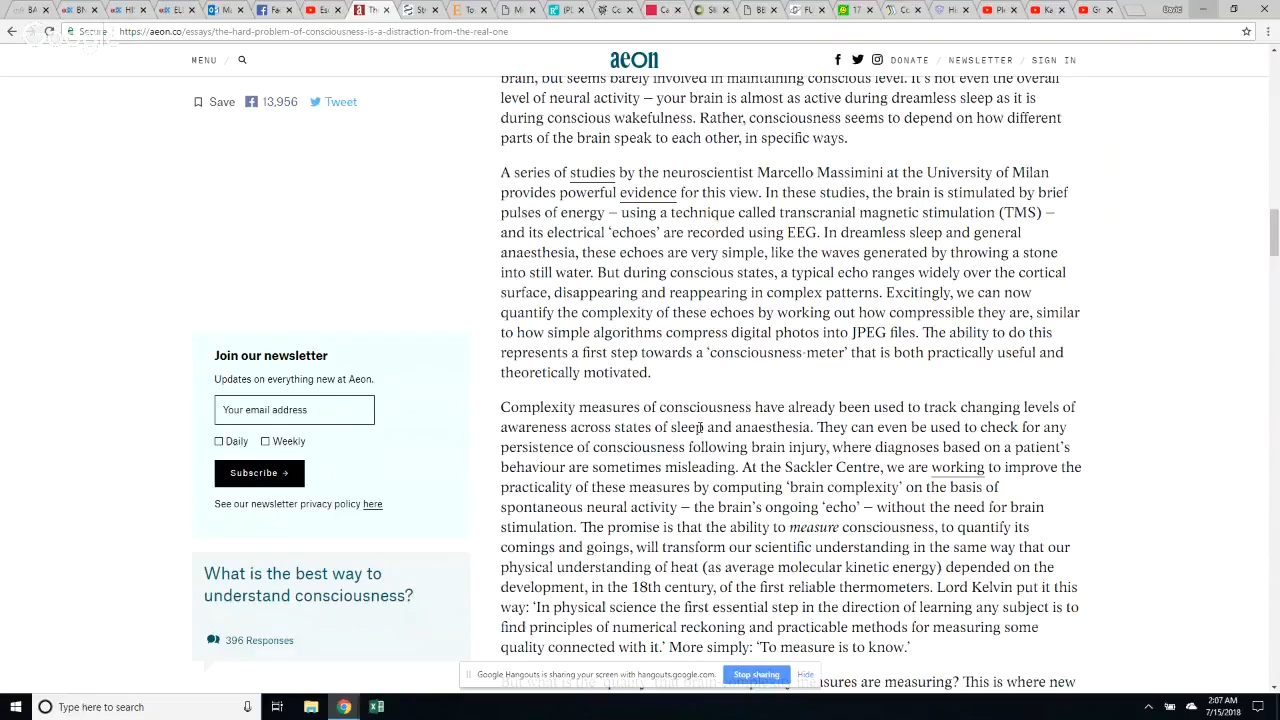 Secure
https://aeon.co/essays/the-hard-problem-of-consciousness-is-a-distraction-from-the-real-one
MENU /
aeon
DONATE / NEWSLETTER / SIGN IN
Save 13,956 Tweet
brain, but seems barely involved in maintaining conscious level. It's not even the overall
level of neural activity – your brain is almost as active during dreamless sleep as it is
during conscious wakefulness. Rather, consciousness seems to depend on how different
parts of the brain speak to each other, in specific ways.
A series of studies by the neuroscientist Marcello Massimini at the University of Milan
provides powerful evidence for this view. In these studies, the brain is stimulated by brief
pulses of energy – using a technique called transcranial magnetic stimulation (TMS) –
and its electrical ‘echoes’ are recorded using EEG. In dreamless sleep and general
anaesthesia, these echoes are very simple, like the waves generated by throwing a stone
into still water. But during conscious states, a typical echo ranges widely over the cortical
surface, disappearing and reappearing in complex patterns. Excitingly, we can now
quantify the complexity of these echoes by working out how compressible they are, similar
to how simple algorithms compress digital photos into JPEG files. The ability to do this
represents a first step towards a ‘consciousness-meter’ that is both practically useful and
theoretically motivated.
Complexity measures of consciousness have already been used to track changing levels of
awareness across states of sleep and anaesthesia. They can even be used to check for any
persistence of consciousness following brain injury, where diagnoses based on a patient’s
behaviour are sometimes misleading. At the Sackler Centre, we are working to improve the
practicality of these measures by computing ‘brain complexity’ on the basis of
spontaneous neural activity – the brain’s ongoing ‘echo’ – without the need for brain
stimulation. The promise is that the ability to measure consciousness, to quantify its
comings and goings, will transform our scientific understanding in the same way that our
physical understanding of heat (as average molecular kinetic energy) depended on the
development, in the 18th century, of the first reliable thermometers. Lord Kelvin put it this
way: ‘In physical science the first essential step in the direction of learning any subject is to
find principles of numerical reckoning and practicable methods for measuring some
quality connected with it.’ More simply: ‘To measure is to know.’
measures are measuring? This is where new
Join our newsletter
Updates on everything new at Aeon.
Your email address
Daily Weekly
Subscribe →
See our newsletter privacy policy here
What is the best way to
understand consciousness?
396 Responses
Google Hangouts is sharing your screen with hangouts.google.com.
Stop sharing
Hide
Type here to search
2:07 AM
7/15/2018